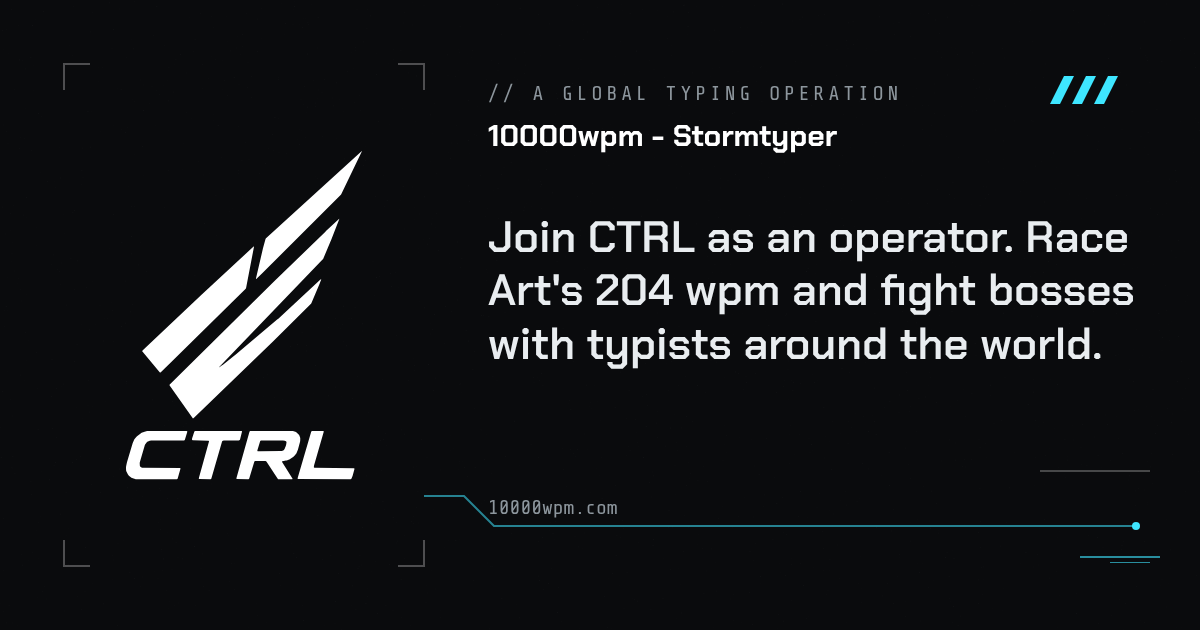 // A GLOBAL TYPING OPERATION
10000wpm - Stormtyper
Join CTRL as an operator. Race
Art's 204 wpm and fight bosses
with typists around the world.
CTRL
10000wpm.com